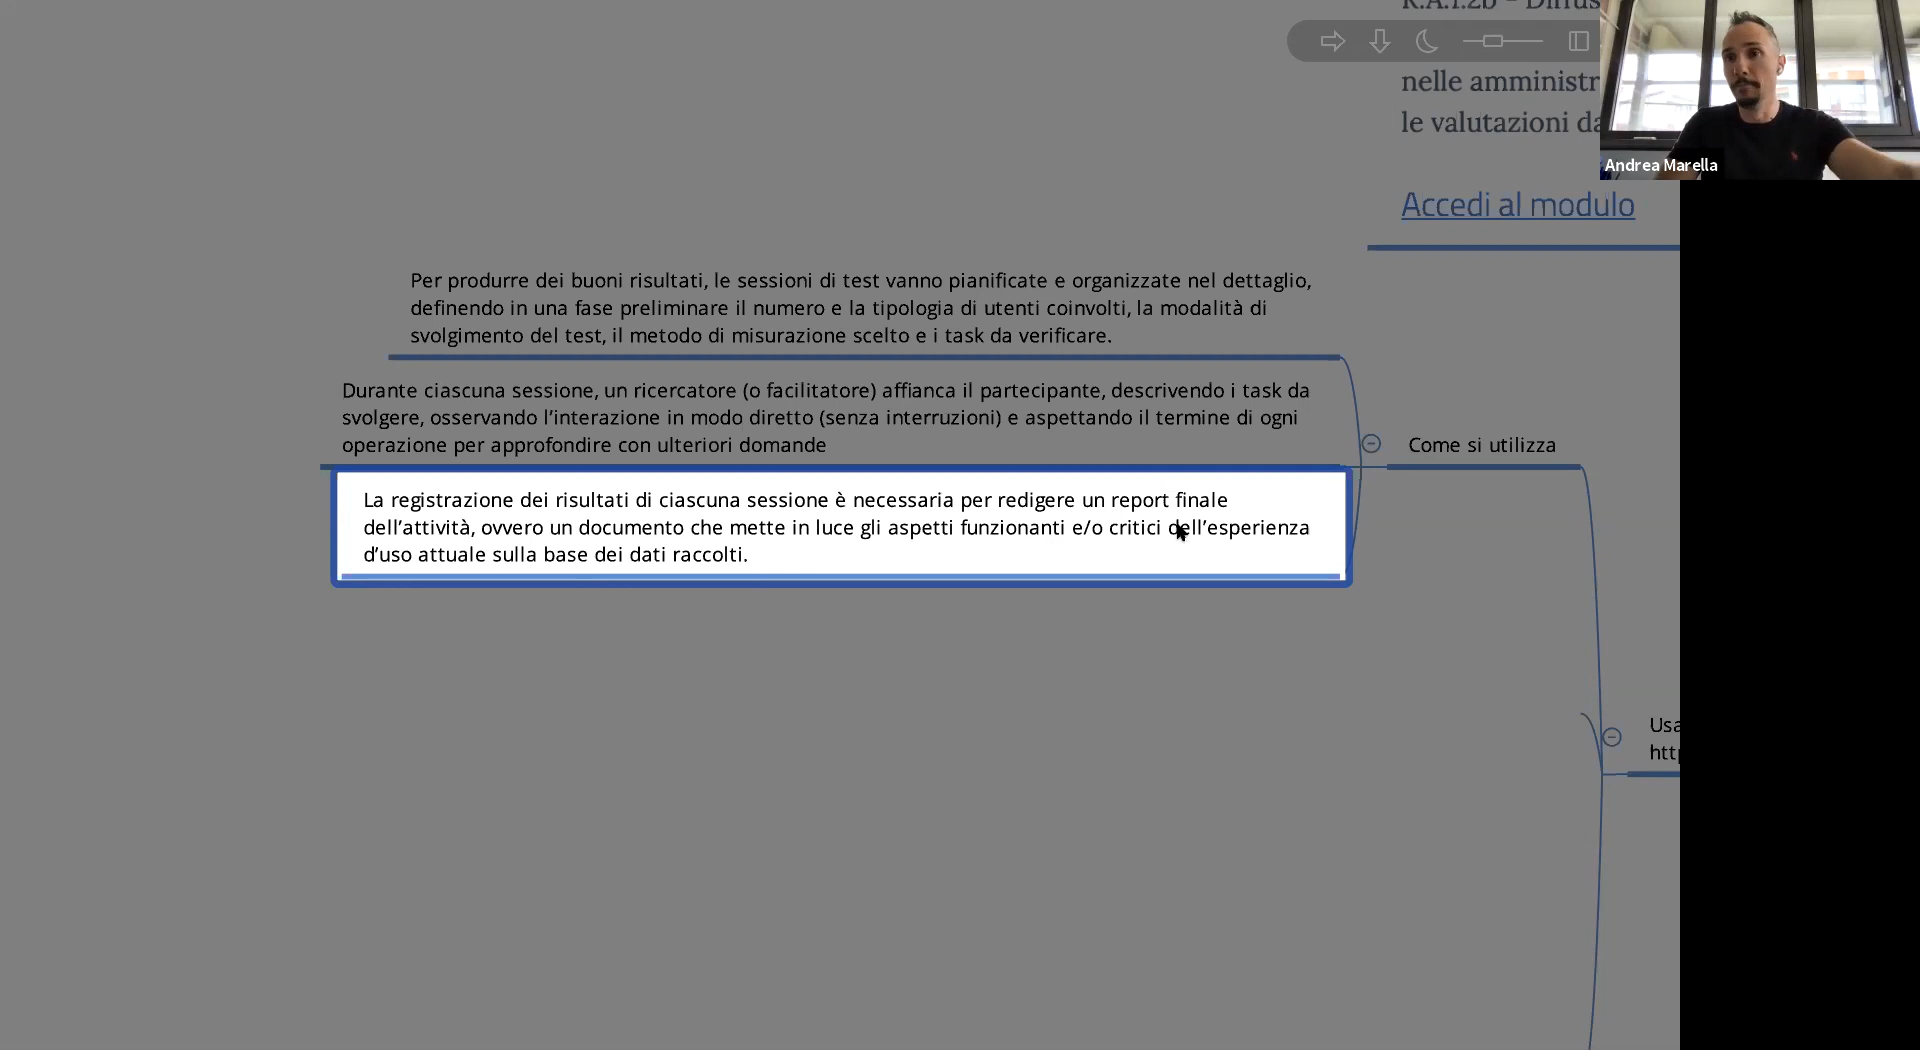 nelle amministr
le valutazioni da
Andrea Marella
Accedi al modulo
Per produrre dei buoni risultati, le sessioni di test vanno pianificate e organizzate nel dettaglio,
definendo in una fase preliminare il numero e la tipologia di utenti coinvolti, la modalità di
svolgimento del test, il metodo di misurazione scelto e i task da verificare.
Durante ciascuna sessione, un ricercatore (o facilitatore) affianca il partecipante, descrivendo i task da
svolgere, osservando l’interazione in modo diretto (senza interruzioni) e aspettando il termine di ogni
operazione per approfondire con ulteriori domande
Come si utilizza
La registrazione dei risultati di ciascuna sessione è necessaria per redigere un report finale
dell’attività, ovvero un documento che mette in luce gli aspetti funzionanti e/o critici dell’esperienza
d’uso attuale sulla base dei dati raccolti.
Usa
http